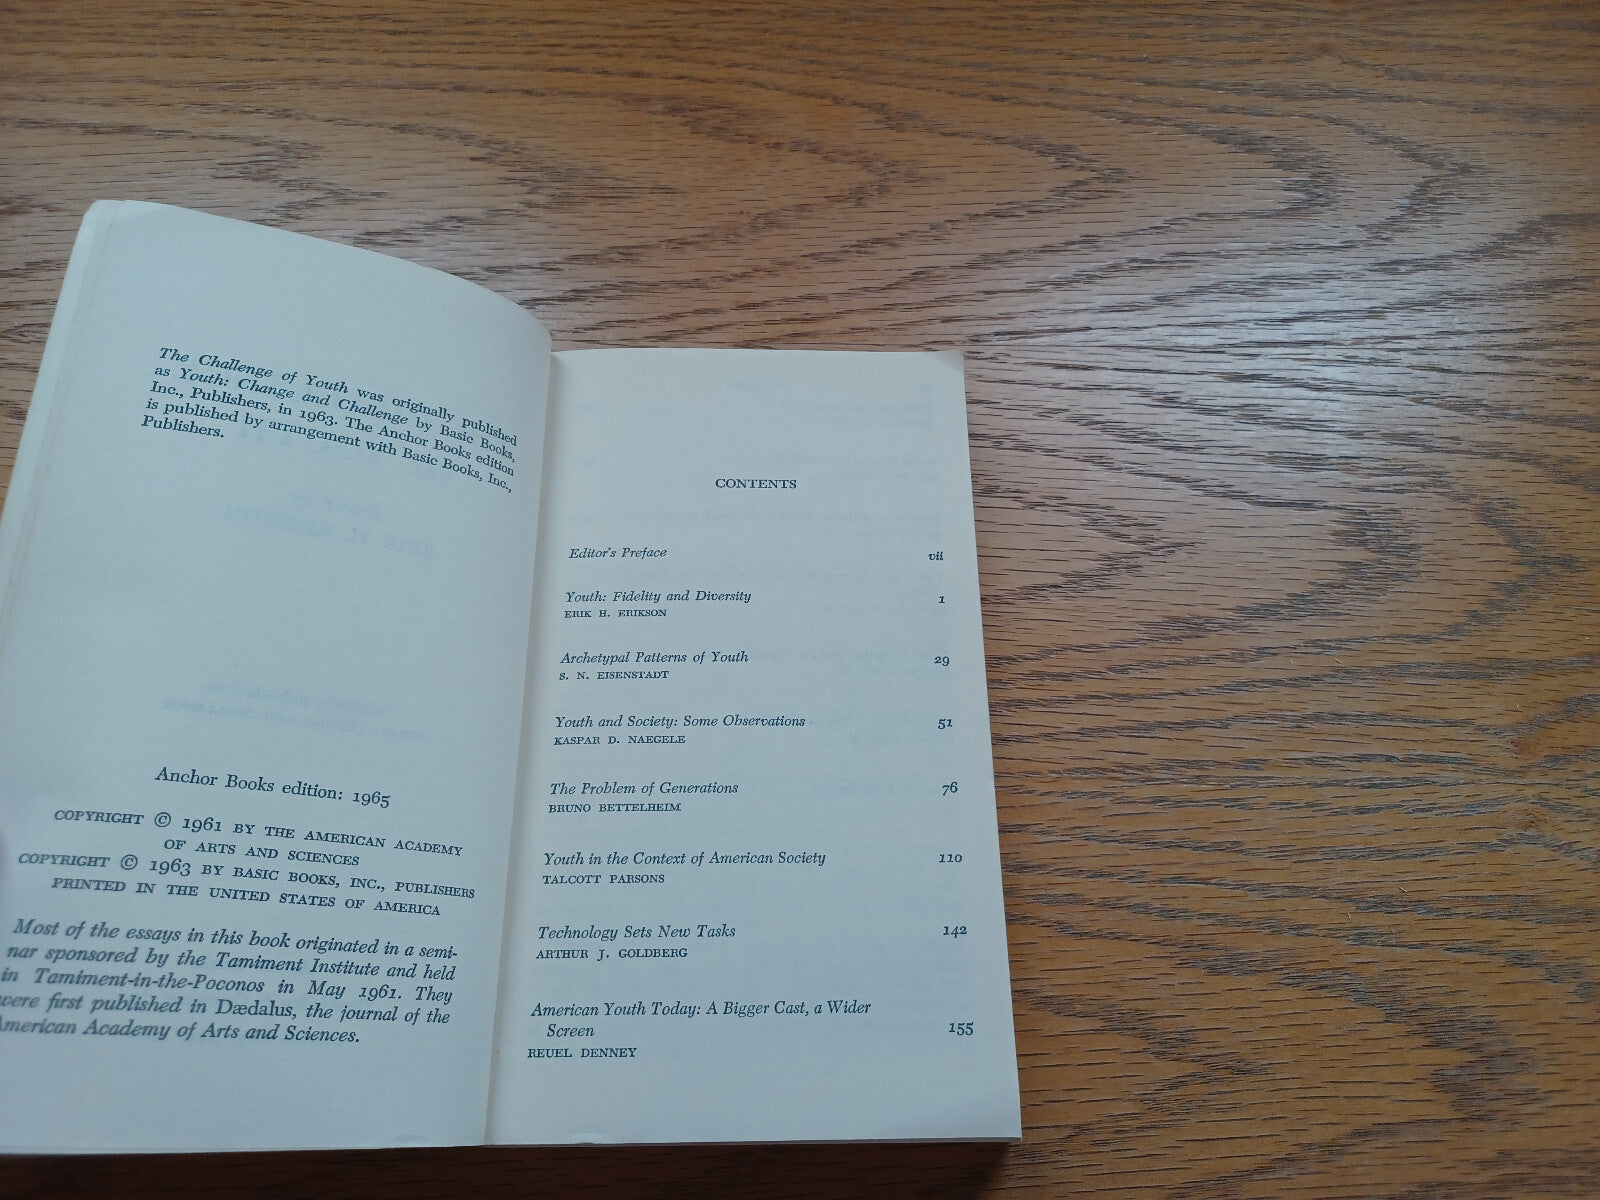 The Challenge of Youth was originally published
as Youth: Change and Challenge by Basic Books,
Inc., Publishers, in 1963. The Anchor Books edition
is published by arrangement with Basic Books, Inc.,
Publishers.
Anchor Books edition: 1965
COPYRIGHT © 1961 BY THE AMERICAN ACADEMY
OF ARTS AND SCIENCES
COPYRIGHT © 1963 BY BASIC BOOKS, INC., PUBLISHERS
PRINTED IN THE UNITED STATES OF AMERICA
Most of the essays in this book originated in a semi-
nar sponsored by the Tamiment Institute and held
in Tamiment-in-the-Poconos in May 1961. They
were first published in Dædalus, the journal of the
American Academy of Arts and Sciences.
CONTENTS
Editor's Preface vii
Youth: Fidelity and Diversity 1
ERIK H. ERIKSON
Archetypal Patterns of Youth 29
S. N. EISENSTADT
Youth and Society: Some Observations 51
KASPAR D. NAEGELE
The Problem of Generations 76
BRUNO BETTELHEIM
Youth in the Context of American Society 110
TALCOTT PARSONS
Technology Sets New Tasks 142
ARTHUR J. GOLDBERG
American Youth Today: A Bigger Cast, a Wider
Screen 155
REUEL DENNEY